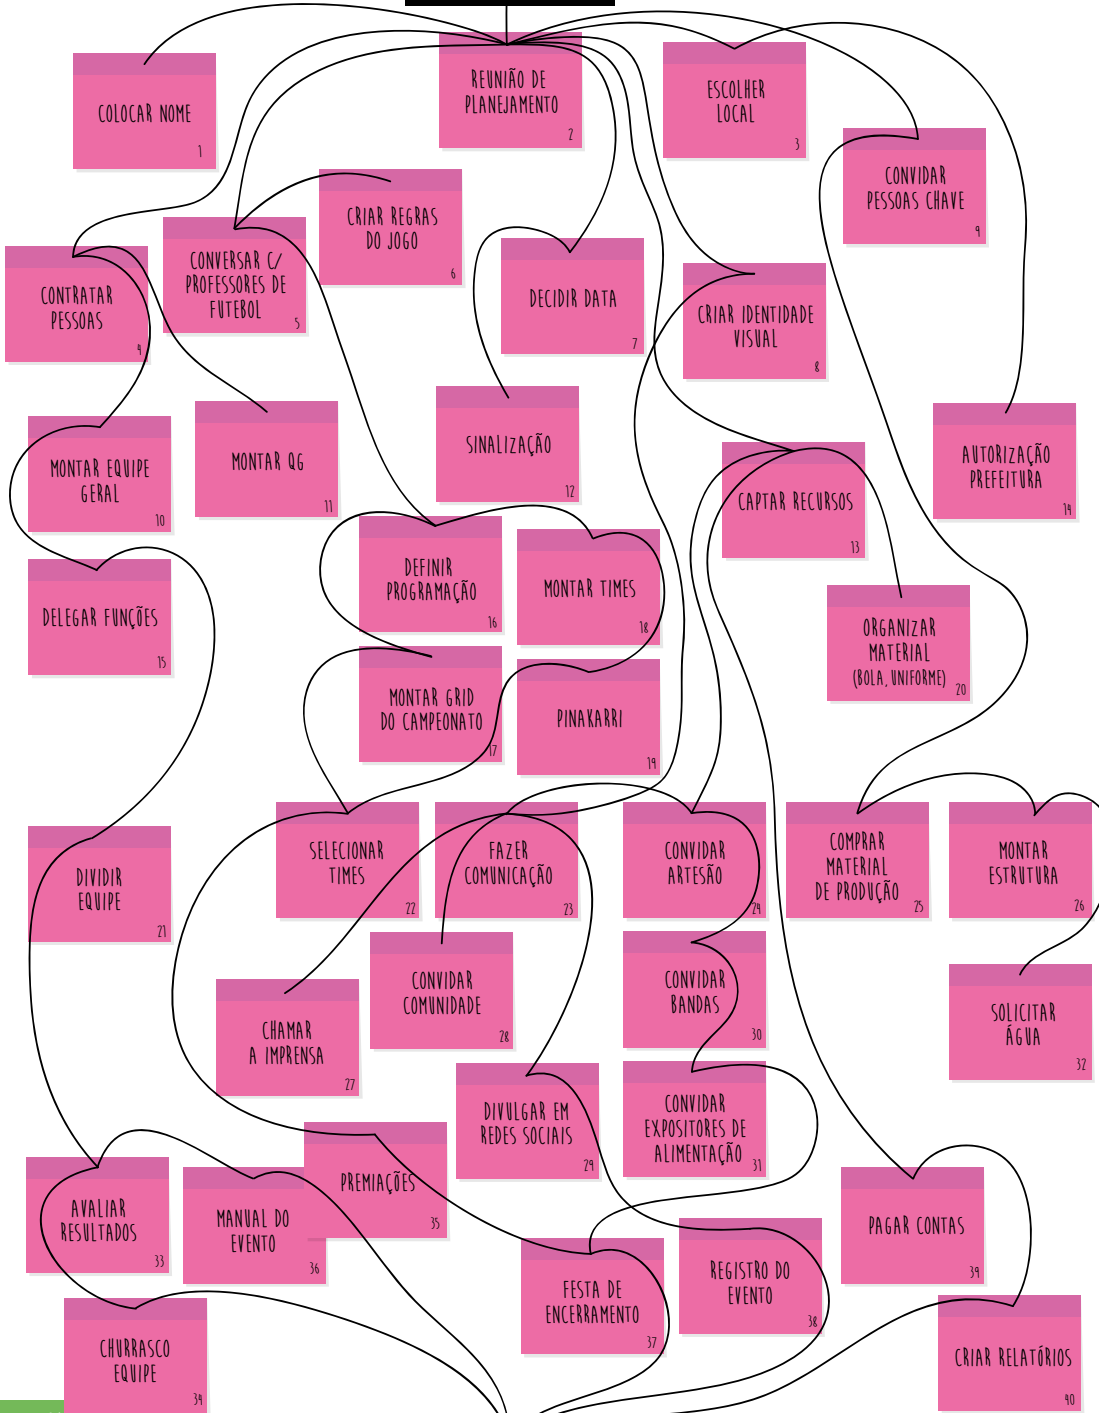 COLOCAR NOME
1
REUNIÃO DE
PLANEJAMENTO
2
ESCOLHER
LOCAL
3
CONVIDAR
PESSOAS CHAVE
9
CONTRATAR
PESSOAS
4
CONVERSAR C/
PROFESSORES DE
FUTEBOL
5
CRIAR REGRAS
DO JOGO
6
DECIDIR DATA
7
CRIAR IDENTIDADE
VISUAL
8
MONTAR EQUIPE
GERAL
10
MONTAR QG
11
SINALIZAÇÃO
12
CAPTAR RECURSOS
13
AUTORIZAÇÃO
PREFEITURA
14
DELEGAR FUNÇÕES
15
DEFINIR
PROGRAMAÇÃO
16
MONTAR TIMES
18
MONTAR GRID
DO CAMPEONATO
17
PINAKARRI
19
ORGANIZAR
MATERIAL
(BOLA, UNIFORME)
20
DIVIDIR
EQUIPE
21
SELECIONAR
TIMES
22
FAZER
COMUNICAÇÃO
23
CONVIDAR
ARTESÃO
24
COMPRAR
MATERIAL
DE PRODUÇÃO
25
MONTAR
ESTRUTURA
26
CHAMAR
A IMPRENSA
27
CONVIDAR
COMUNIDADE
28
CONVIDAR
BANDAS
30
SOLICITAR
ÁGUA
32
DIVULGAR EM
REDES SOCIAIS
29
CONVIDAR
EXPOSITORES DE
ALIMENTAÇÃO
31
AVALIAR
RESULTADOS
33
MANUAL DO
EVENTO
36
PREMIAÇÕES
35
FESTA DE
ENCERRAMENTO
37
REGISTRO DO
EVENTO
38
PAGAR CONTAS
39
CHURRASCO
EQUIPE
34
CRIAR RELATÓRIOS
40